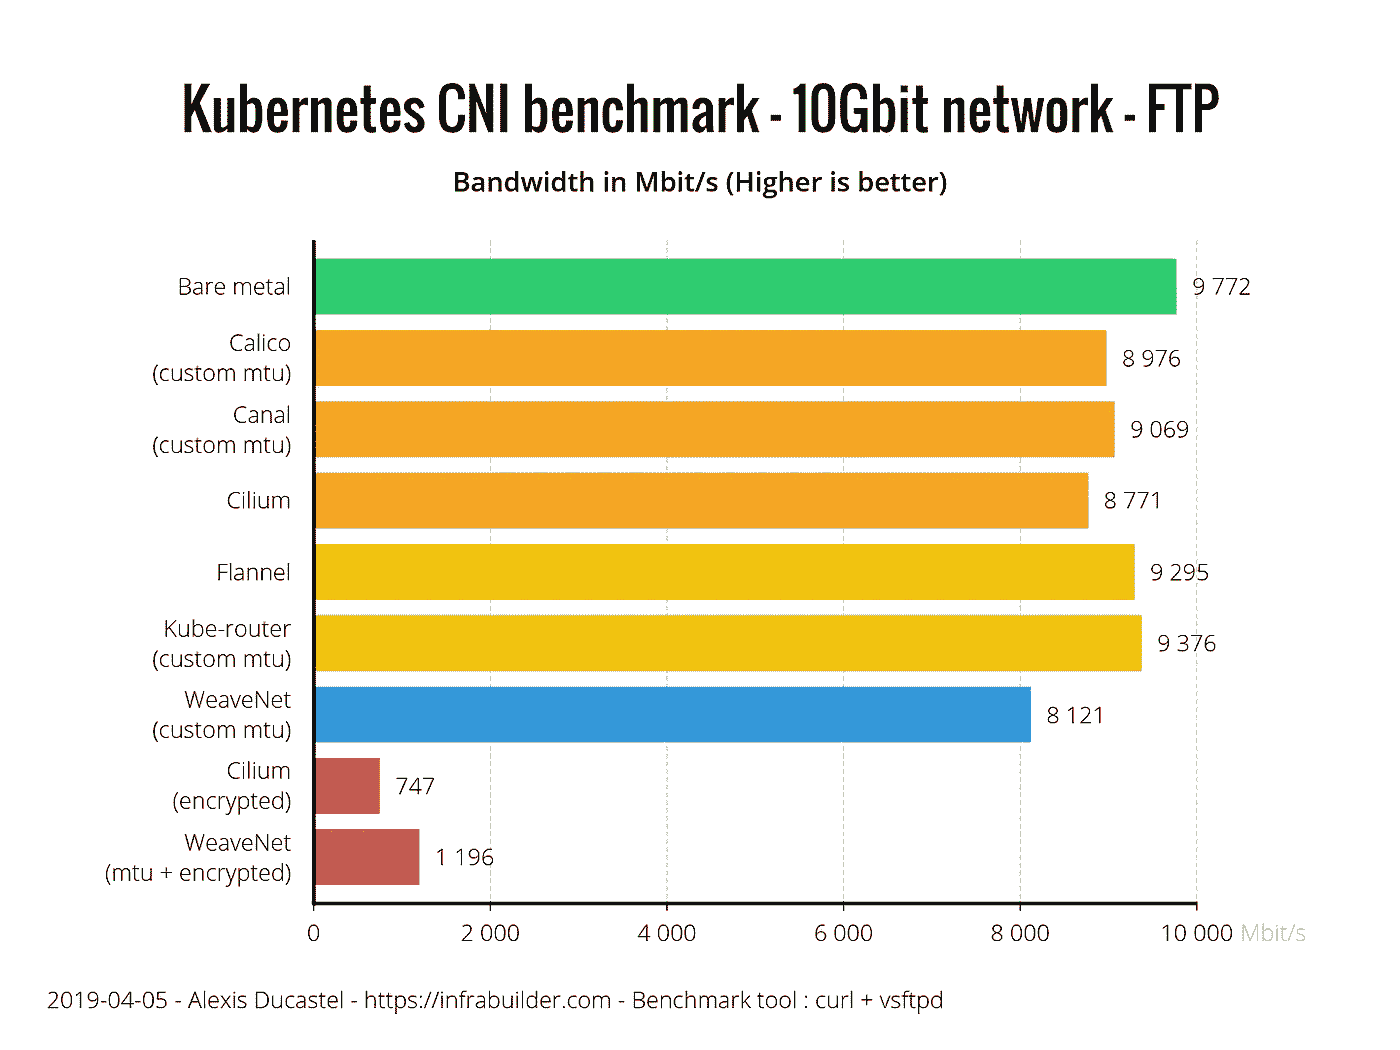 Kubernetes CNI benchmark - 10Gbit network - FTP
Bandwidth in Mbit/s (Higher is better)
Bare metal
9 772
Calico
(custom mtu)
8 976
Canal
(custom mtu)
9 069
Cilium
8 771
Flannel
9 295
Kube-router
(custom mtu)
9 376
WeaveNet
(custom mtu)
8 121
Cilium
(encrypted)
747
WeaveNet
(mtu + encrypted)
1 196
0 2 000 4 000 6 000 8 000 10 000 Mbit/s
2019-04-05 - Alexis Ducastel - https://infrabuilder.com - Benchmark tool : curl + vsftpd